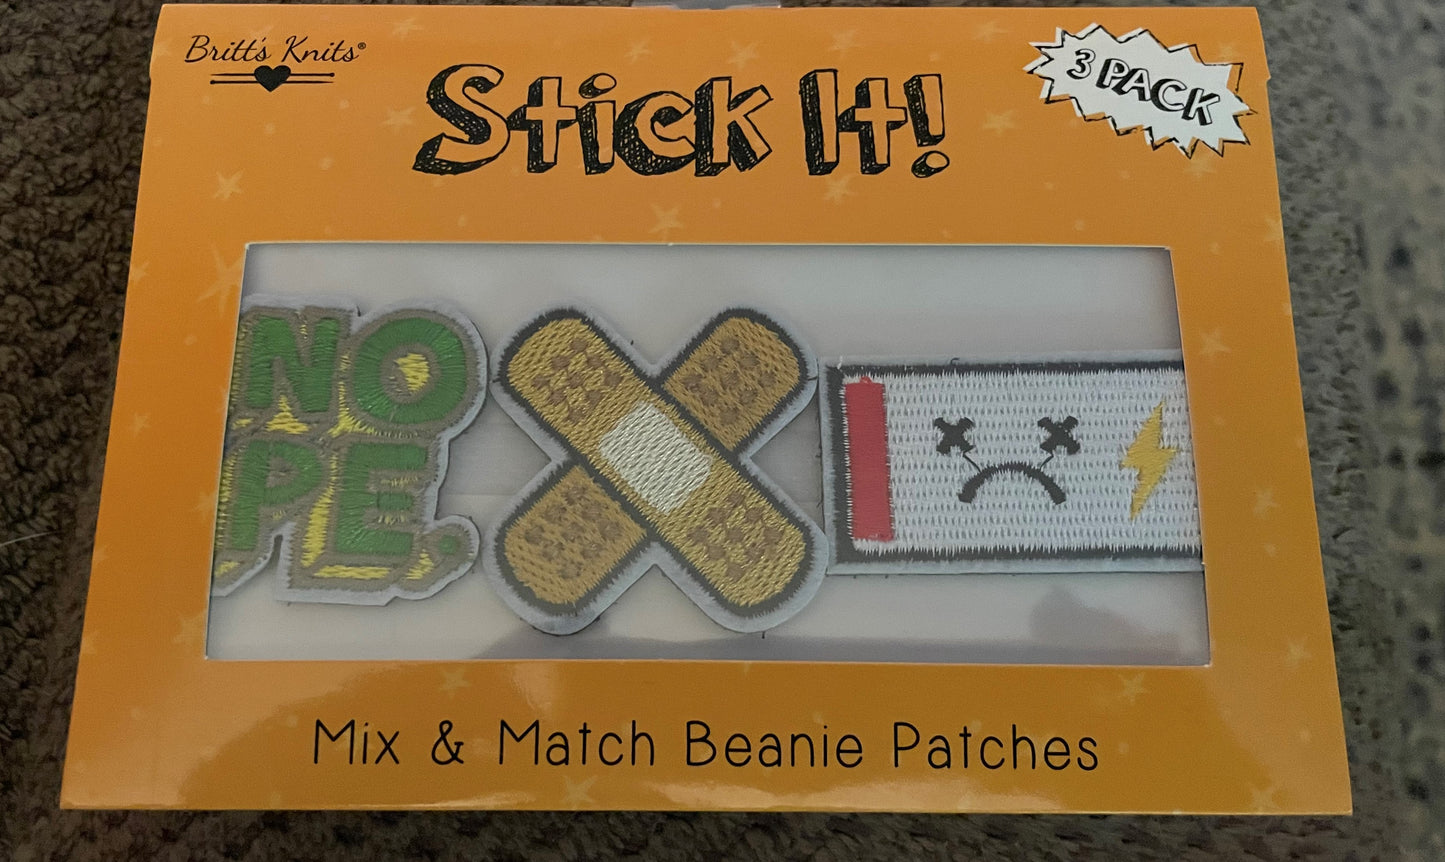 Britt's Knits®
Stick It!
3 PACK
NO
PE.
Mix & Match Beanie Patches